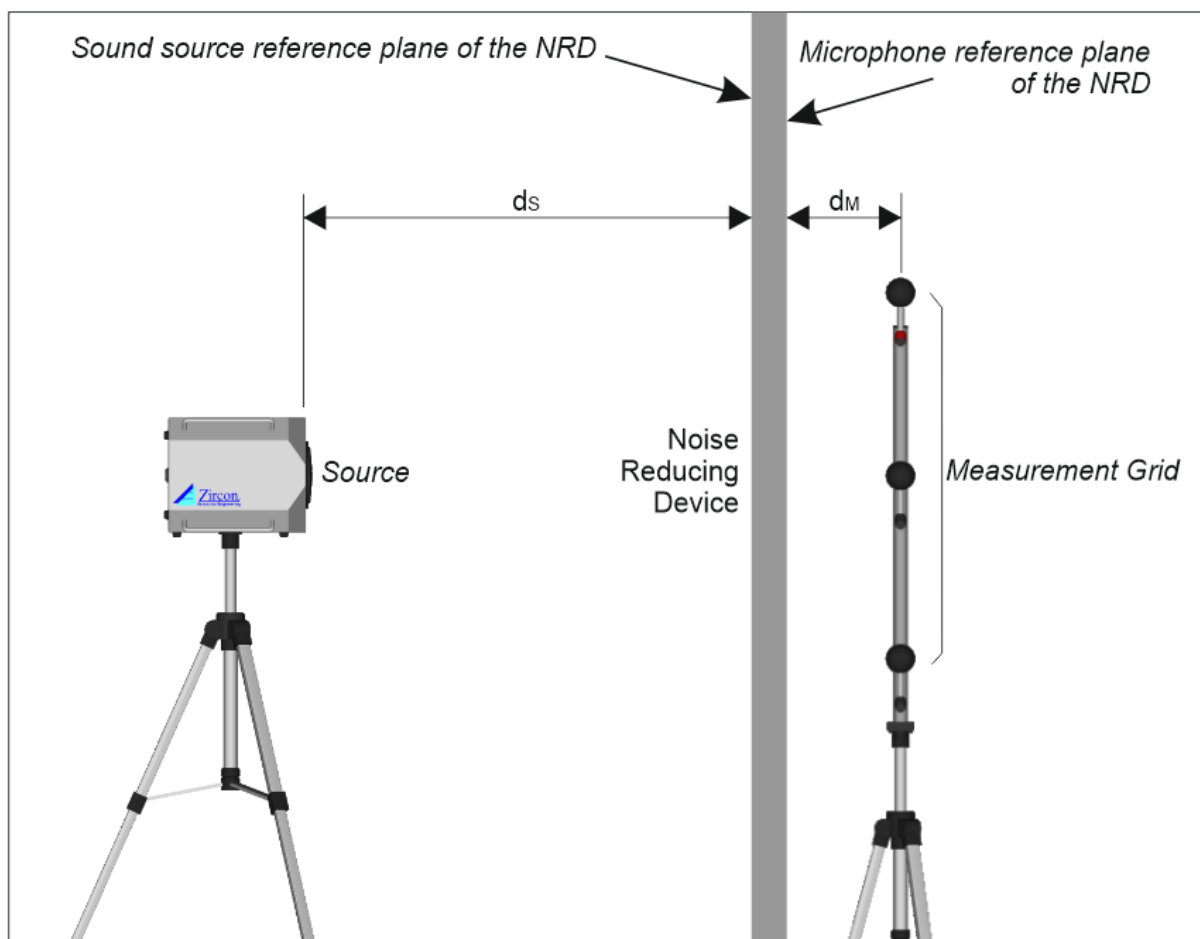 Sound source reference plane of the NRD
Microphone reference plane
of the NRD
dS
dM
Noise
Reducing
Device
Source
Measurement Grid
Zircon